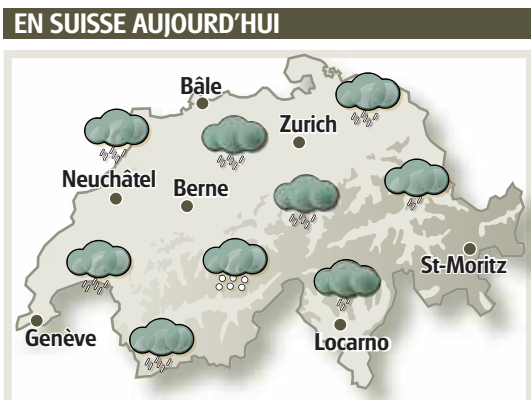 EN SUISSE AUJOURD'HUI
Bâle
Zurich
Neuchâtel
Berne
St-Moritz
Genève
Locarno